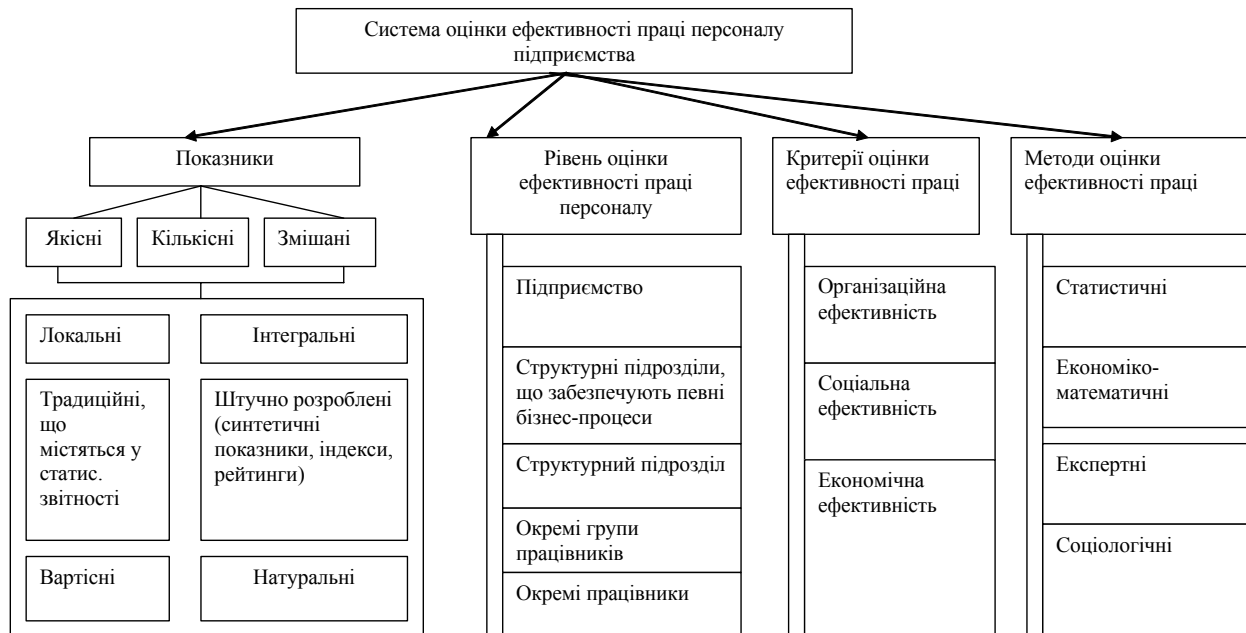 Система оцінки ефективності праці персоналу
підприємства
Показники
Якісні
Кількісні
Змішані
Локальні
Інтегральні
Традиційні,
що
містяться у
статис.
звітності
Штучно розроблені
(синтетичні
показники, індекси,
рейтинги)
Вартісні
Натуральні
Рівень оцінки
ефективності праці
персоналу
Підприємство
Структурні підрозділи,
що забезпечують певні
бізнес-процеси
Структурний підрозділ
Окремі групи
працівників
Окремі працівники
Критерії оцінки
ефективності праці
Організаційна
ефективність
Соціальна
ефективність
Економічна
ефективність
Методи оцінки
ефективності праці
Статистичні
Економіко-
математичні
Експертні
Соціологічні